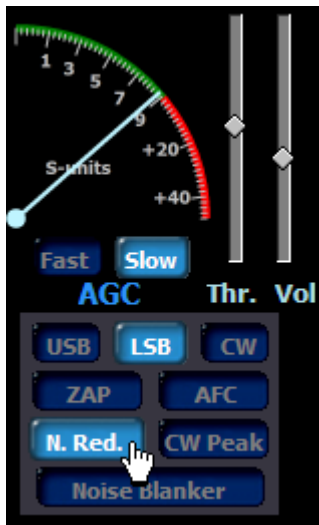 1 3 5 7 9
+20
S-units
+40
Fast Slow
AGC Thr. Vol
USB LSB CW
ZAP AFC
N. Red. CW Peak
Noise Blanker